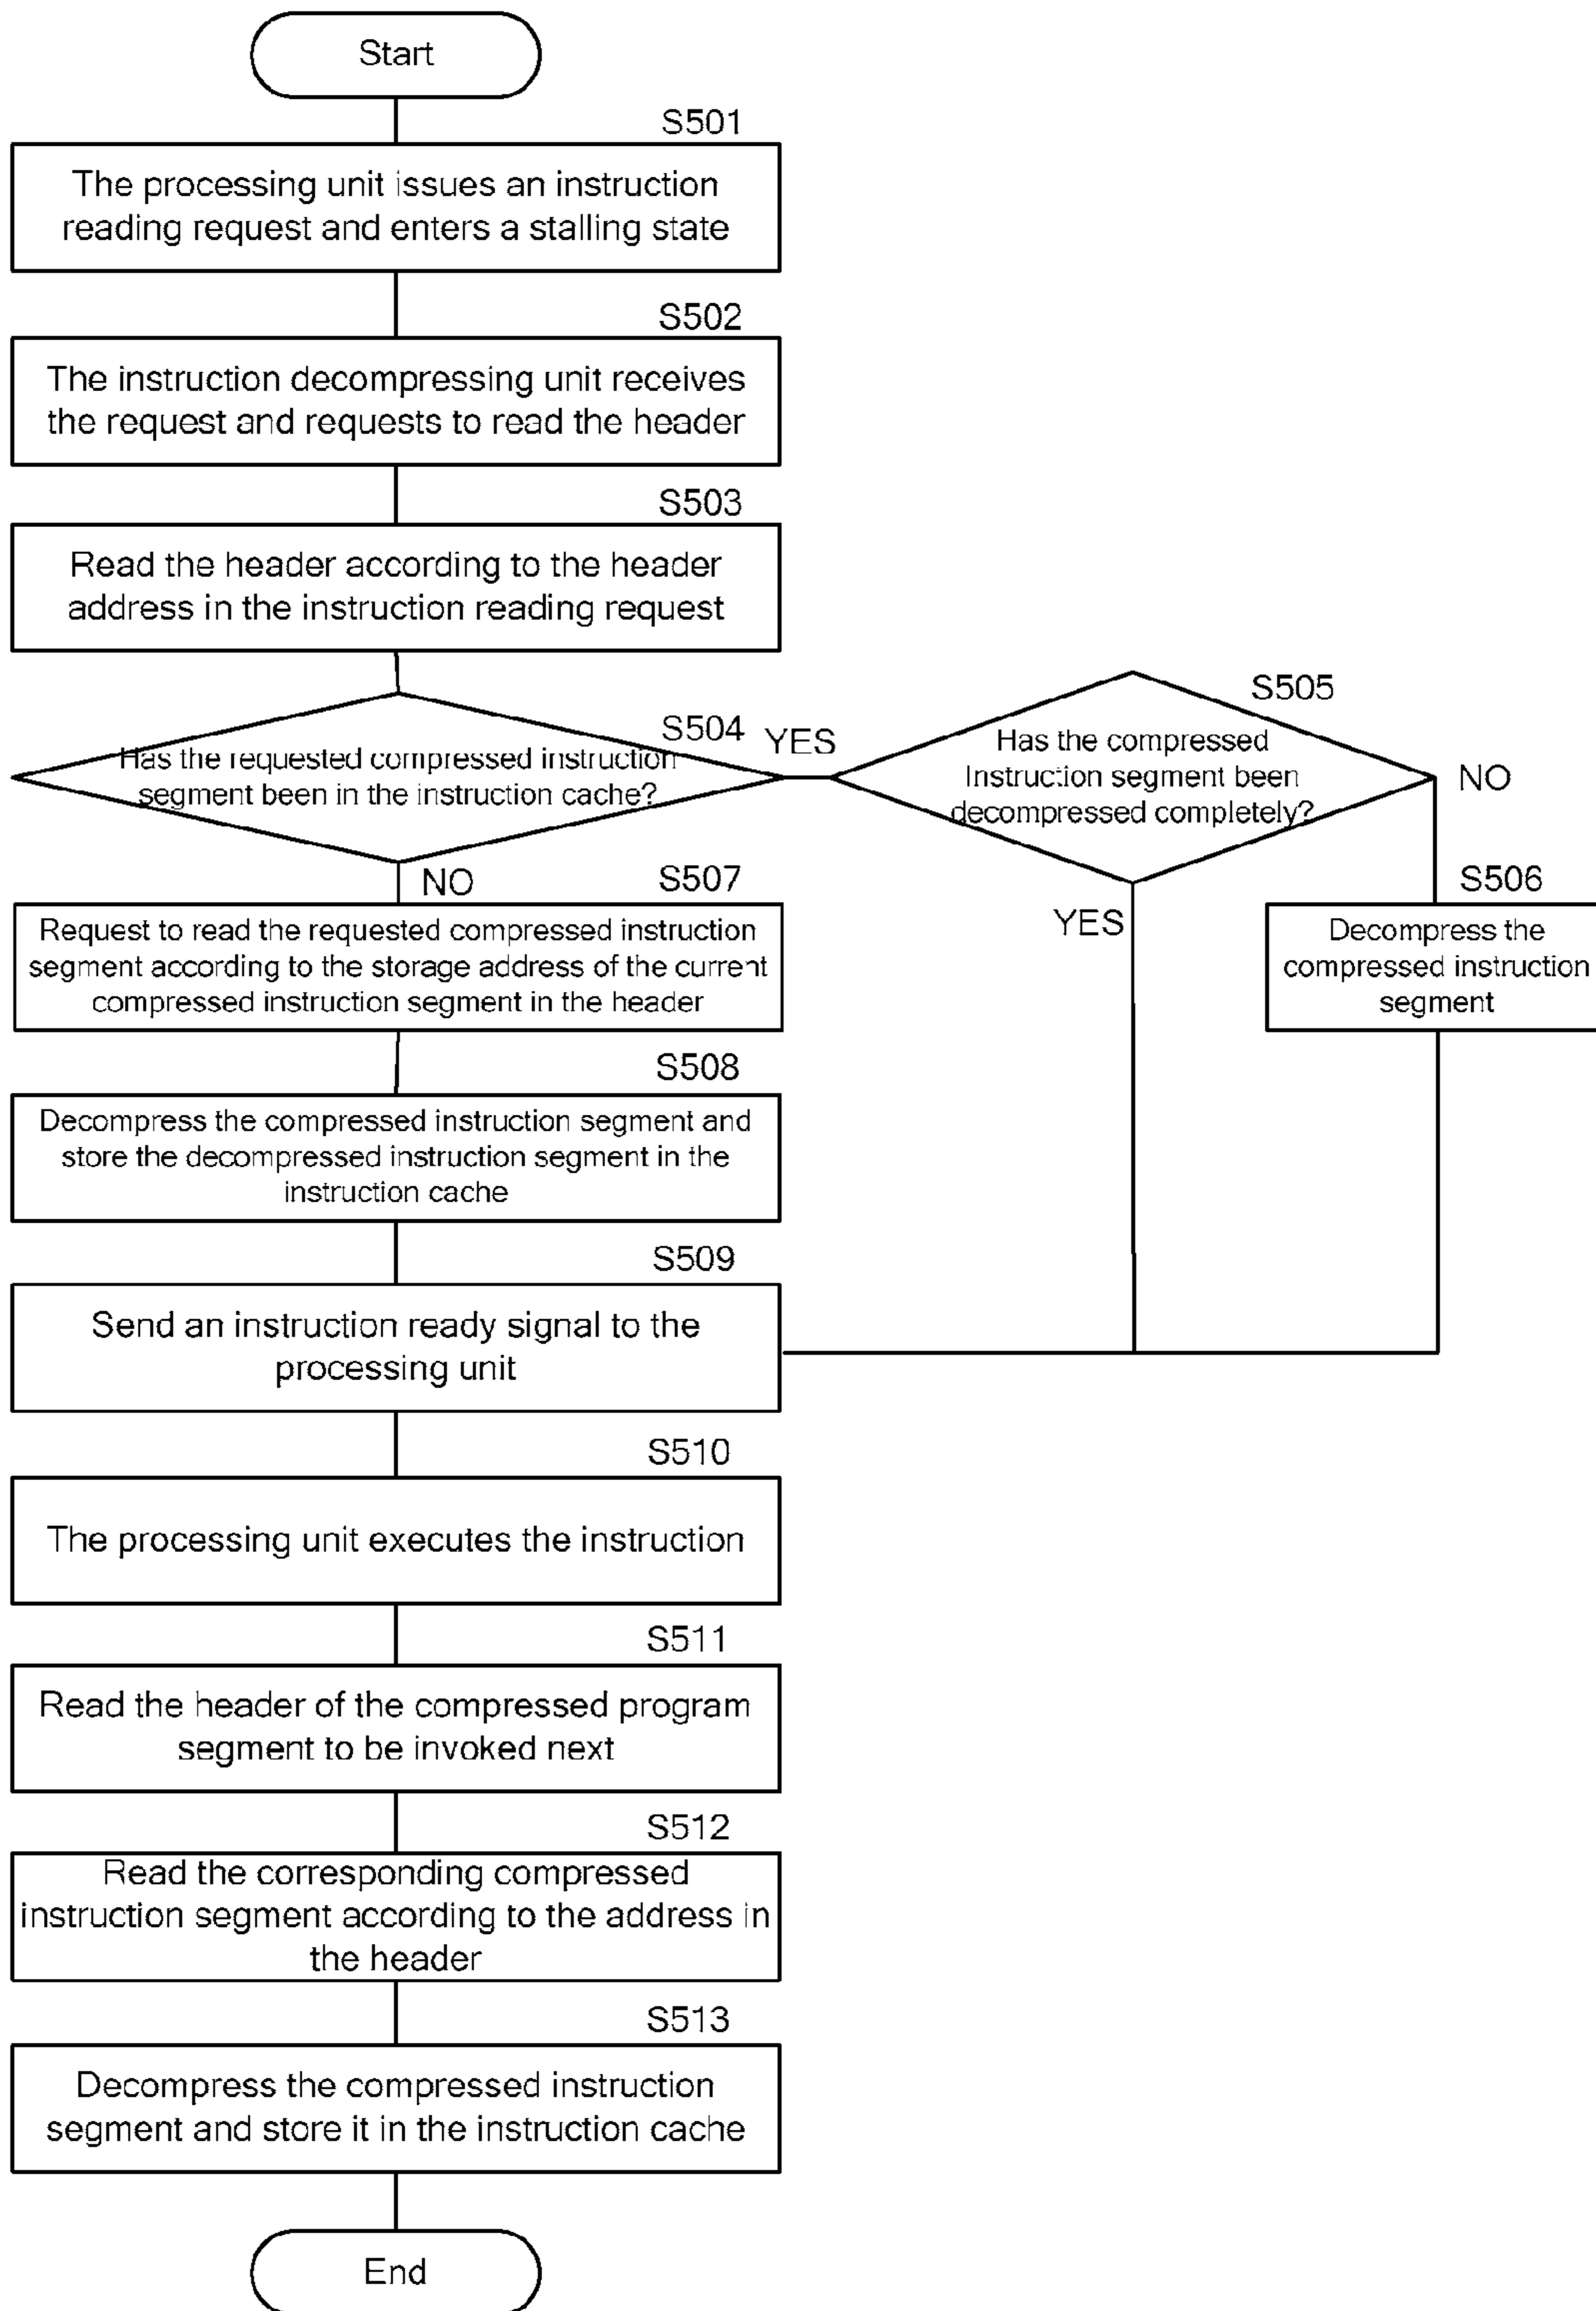 Start
S501
The processing unit issues an instruction
reading request and enters a stalling state
S502
The instruction decompressing unit receives
the request and requests to read the header
S503
Read the header according to the header
address in the instruction reading request
S504
YES
Has the requested compressed instruction
segment been in the instruction cache?
S505
Has the compressed
Instruction segment been
decompressed completely?
NO
NO
YES
S506
Decompress the
compressed instruction
segment
S507
Request to read the requested compressed instruction
segment according to the storage address of the current
compressed instruction segment in the header
S508
Decompress the compressed instruction segment and
store the decompressed instruction segment in the
instruction cache
S509
Send an instruction ready signal to the
processing unit
S510
The processing unit executes the instruction
S511
Read the header of the compressed program
segment to be invoked next
S512
Read the corresponding compressed
instruction segment according to the address in
the header
S513
Decompress the compressed instruction
segment and store it in the instruction cache
End